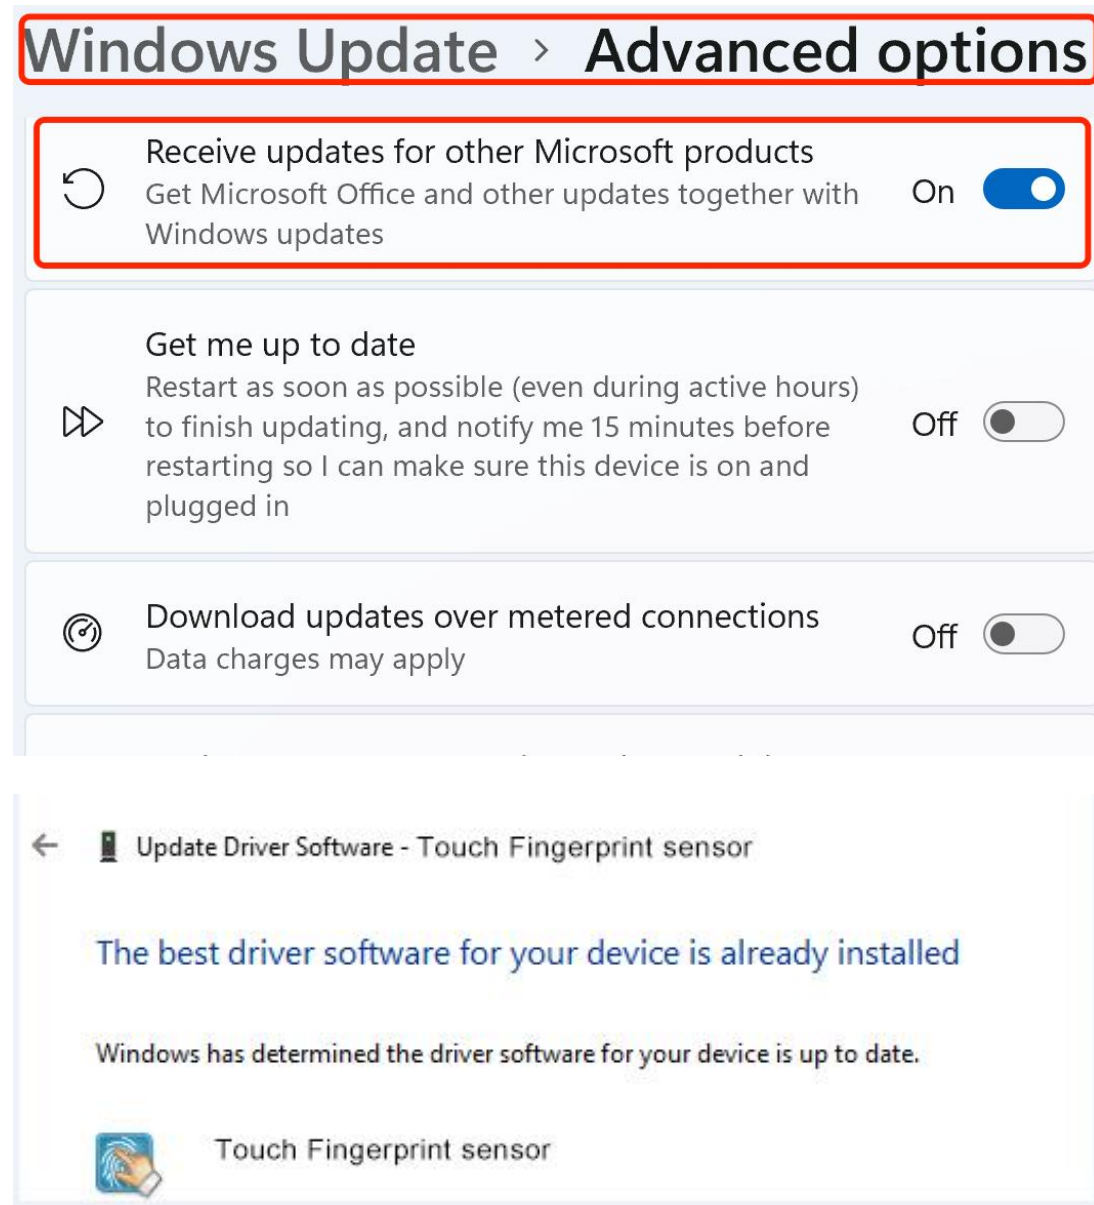 Windows Update > Advanced options
Receive updates for other Microsoft products
Get Microsoft Office and other updates together with
Windows updates
On
Get me up to date
Restart as soon as possible (even during active hours)
to finish updating, and notify me 15 minutes before
restarting so I can make sure this device is on and
plugged in
Off
Download updates over metered connections
Data charges may apply
Off
Update Driver Software - Touch Fingerprint sensor
The best driver software for your device is already installed
Windows has determined the driver software for your device is up to date.
Touch Fingerprint sensor